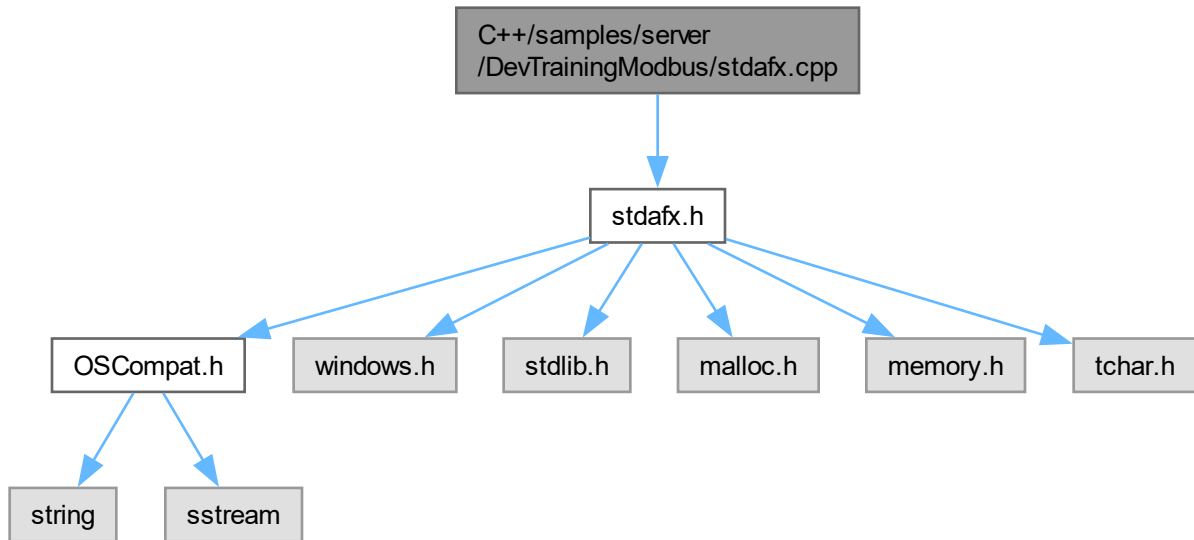 C++/samples/server
/DevTrainingModbus/stdafx.cpp
stdafx.h
OSCompat.h
windows.h
stdlib.h
malloc.h
memory.h
tchar.h
string
sstream